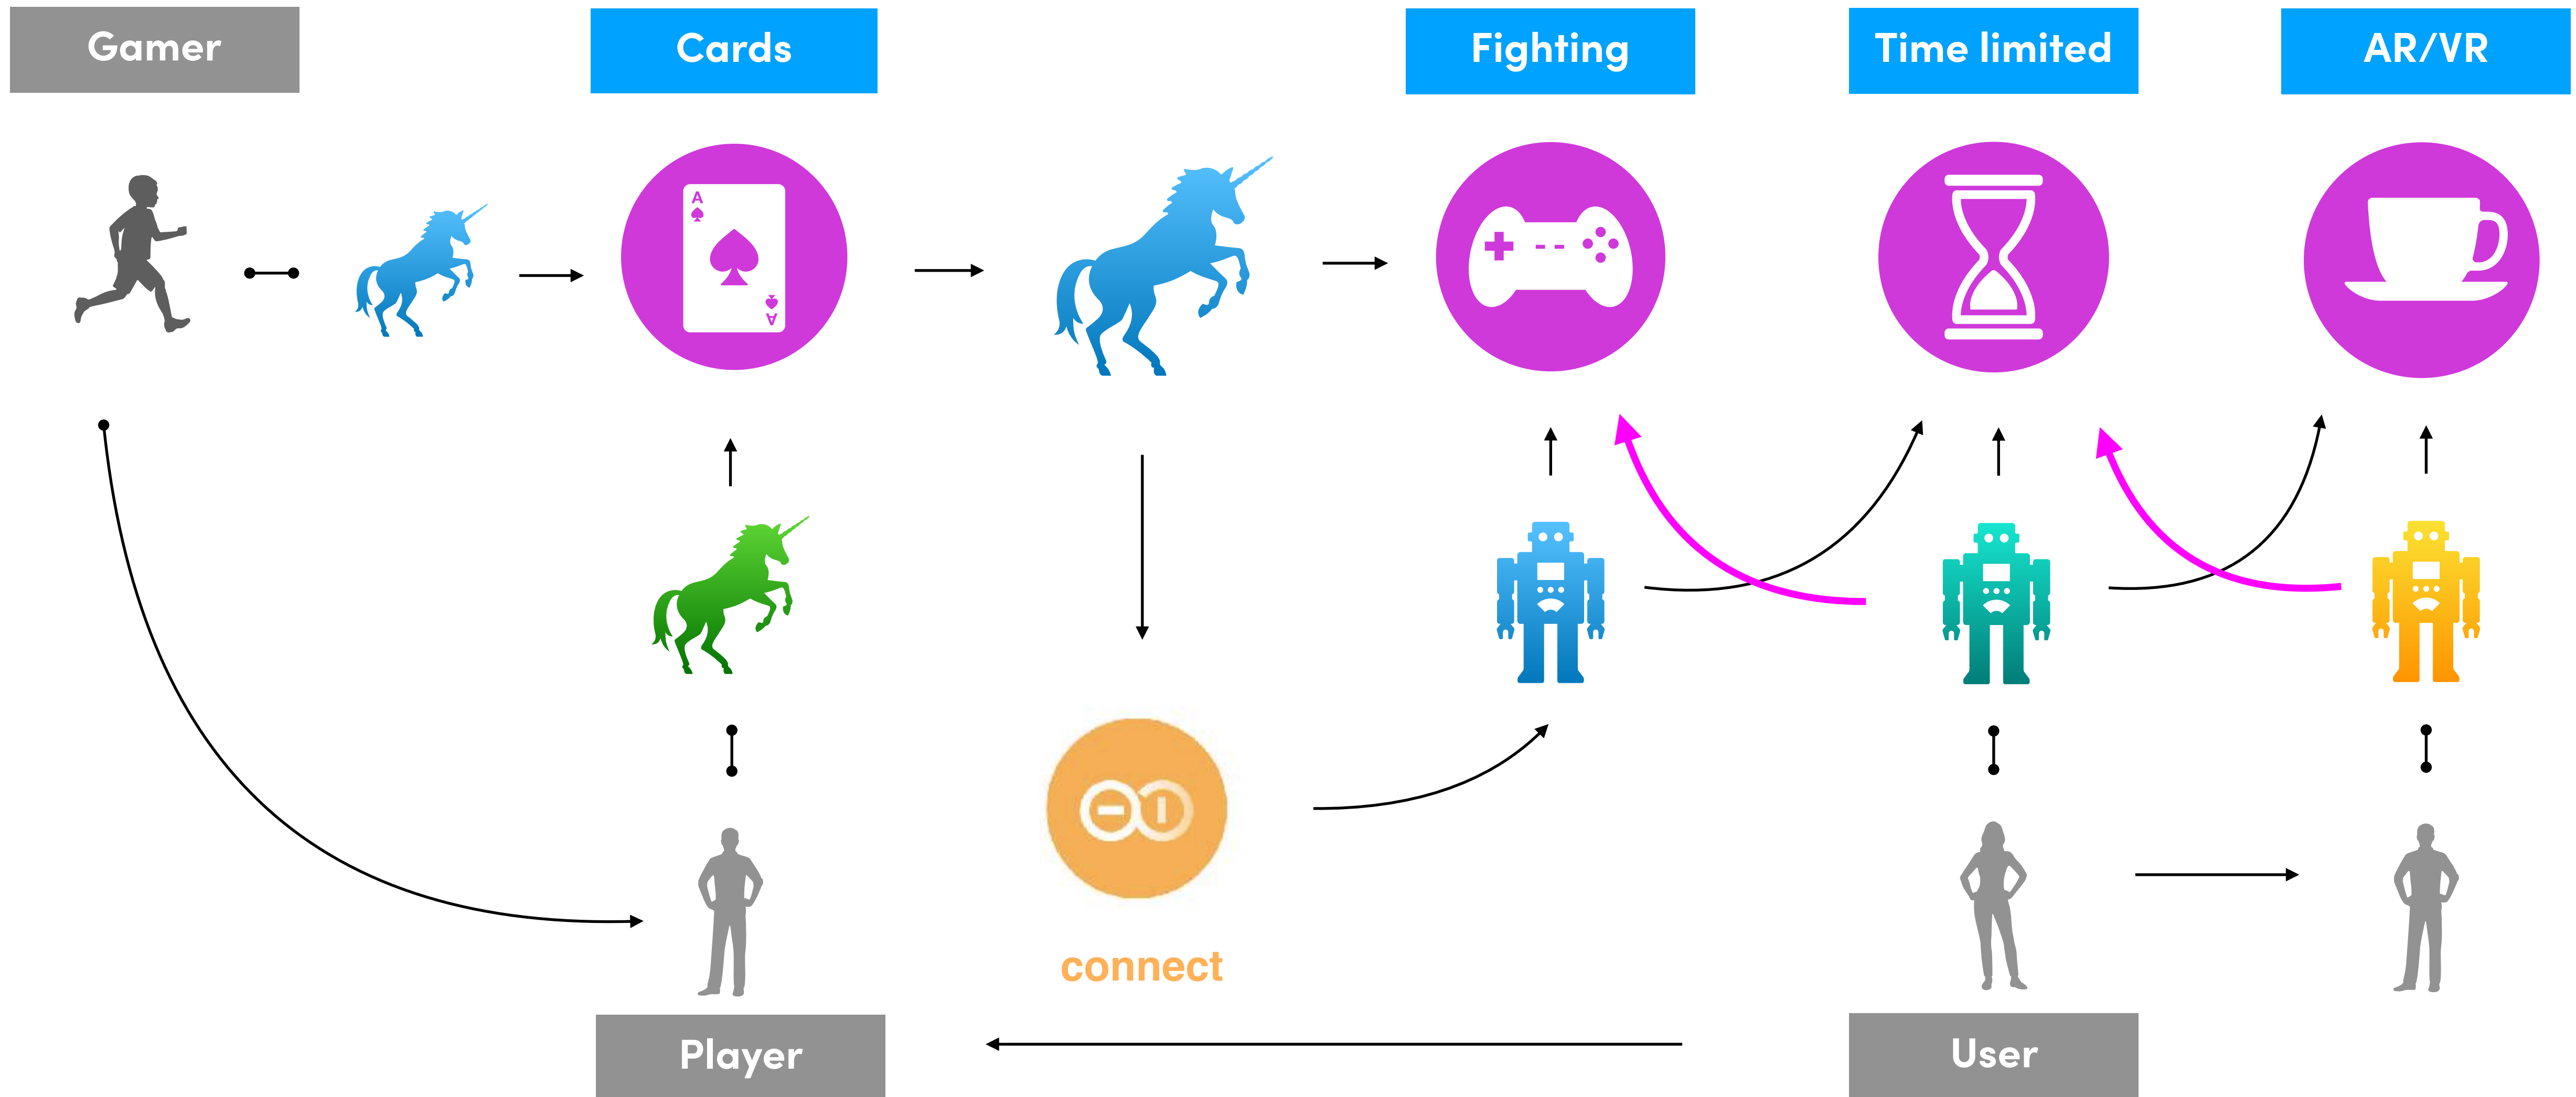 Gamer
Cards
Fighting
Time limited
AR/VR
A
A
connect
Player
User